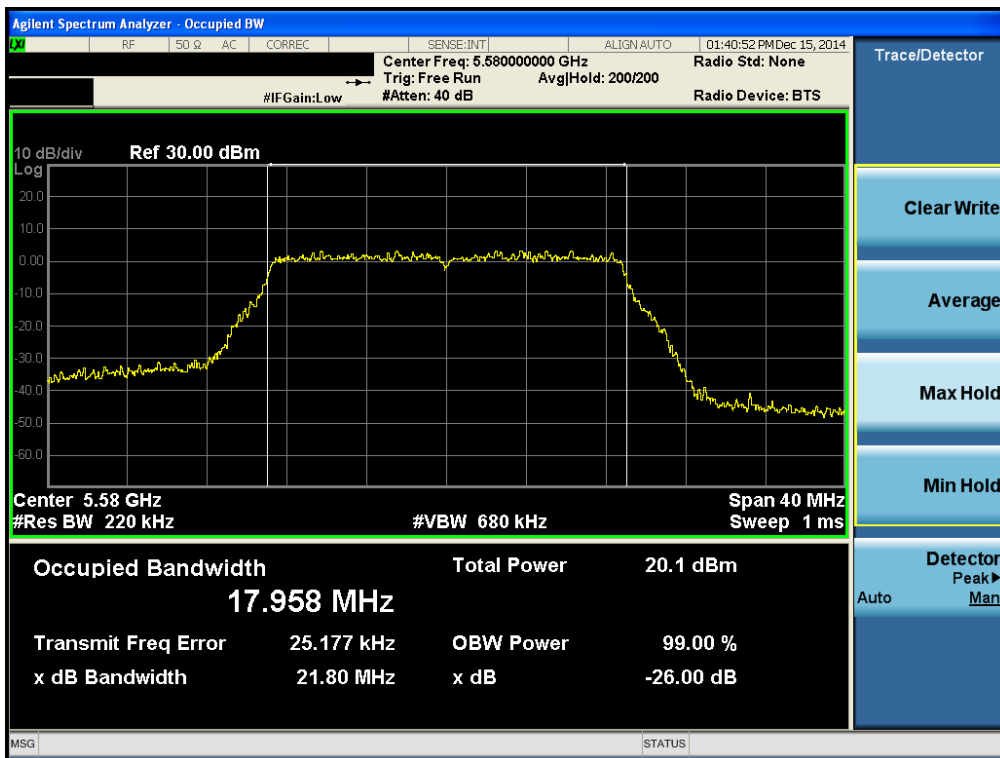 Agilent Spectrum Analyzer - Occupied BW
LXI RF 50 Ω AC CORREC SENSE:INT ALIGN AUTO 01:40:52 PM Dec 15, 2014
Center Freq: 5.580000000 GHz Radio Std: None
Trig: Free Run Avg|Hold: 200/200
#IFGain:Low #Atten: 40 dB Radio Device: BTS
10 dB/div Ref 30.00 dBm
Log
20.0
10.0
0.00
-10.0
-20.0
-30.0
-40.0
-50.0
-60.0
Center 5.58 GHz Span 40 MHz
#Res BW 220 kHz #VBW 680 kHz Sweep 1 ms
Occupied Bandwidth Total Power 20.1 dBm
17.958 MHz
Transmit Freq Error 25.177 kHz OBW Power 99.00 %
x dB Bandwidth 21.80 MHz x dB -26.00 dB
MSG STATUS
Trace/Detector
Clear Write
Average
Max Hold
Min Hold
Detector
Peak▶
Auto Man